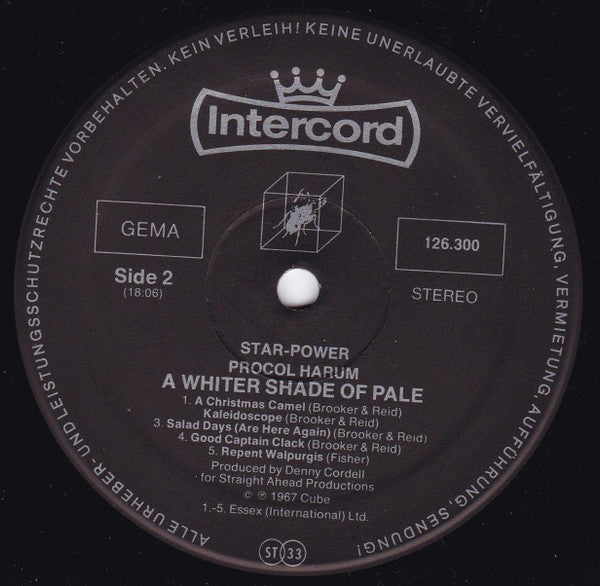 ALLE URHEBER- UND LEISTUNGSSCHUTZRECHTE VORBEHALTEN. KEIN VERLEIH! KEINE UNERLAUBTE VERVIELFÄLTIGUNG, VERMIETUNG, AUFFÜHRUNG, SENDUNG!
Intercord
GEMA
126.300
Side 2
(18:06)
STEREO
STAR-POWER
PROCOL HARUM
A WHITER SHADE OF PALE
1. A Christmas Camel (Brooker & Reid)
Kaleidoscope (Brooker & Reid)
3. Salad Days (Are Here Again) (Brooker & Reid)
4. Good Captain Clack (Brooker & Reid)
5. Repent Walpurgis (Fisher)
Produced by Denny Cordell
for Straight Ahead Productions
© ℗ 1967 Cube
1.-5. Essex (International) Ltd.
ST 33